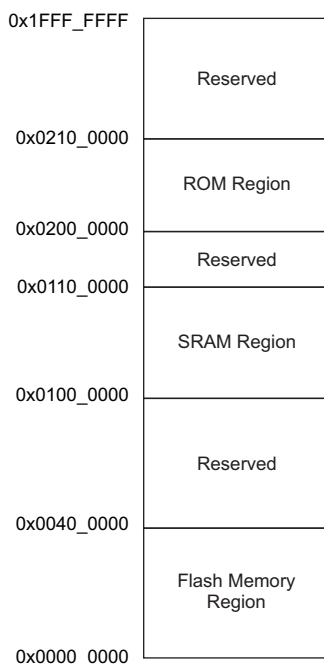 0x1FFF_FFFF
Reserved
0x0210_0000
ROM Region
0x0200_0000
Reserved
0x0110_0000
SRAM Region
0x0100_0000
Reserved
0x0040_0000
Flash Memory
Region
0x0000_0000